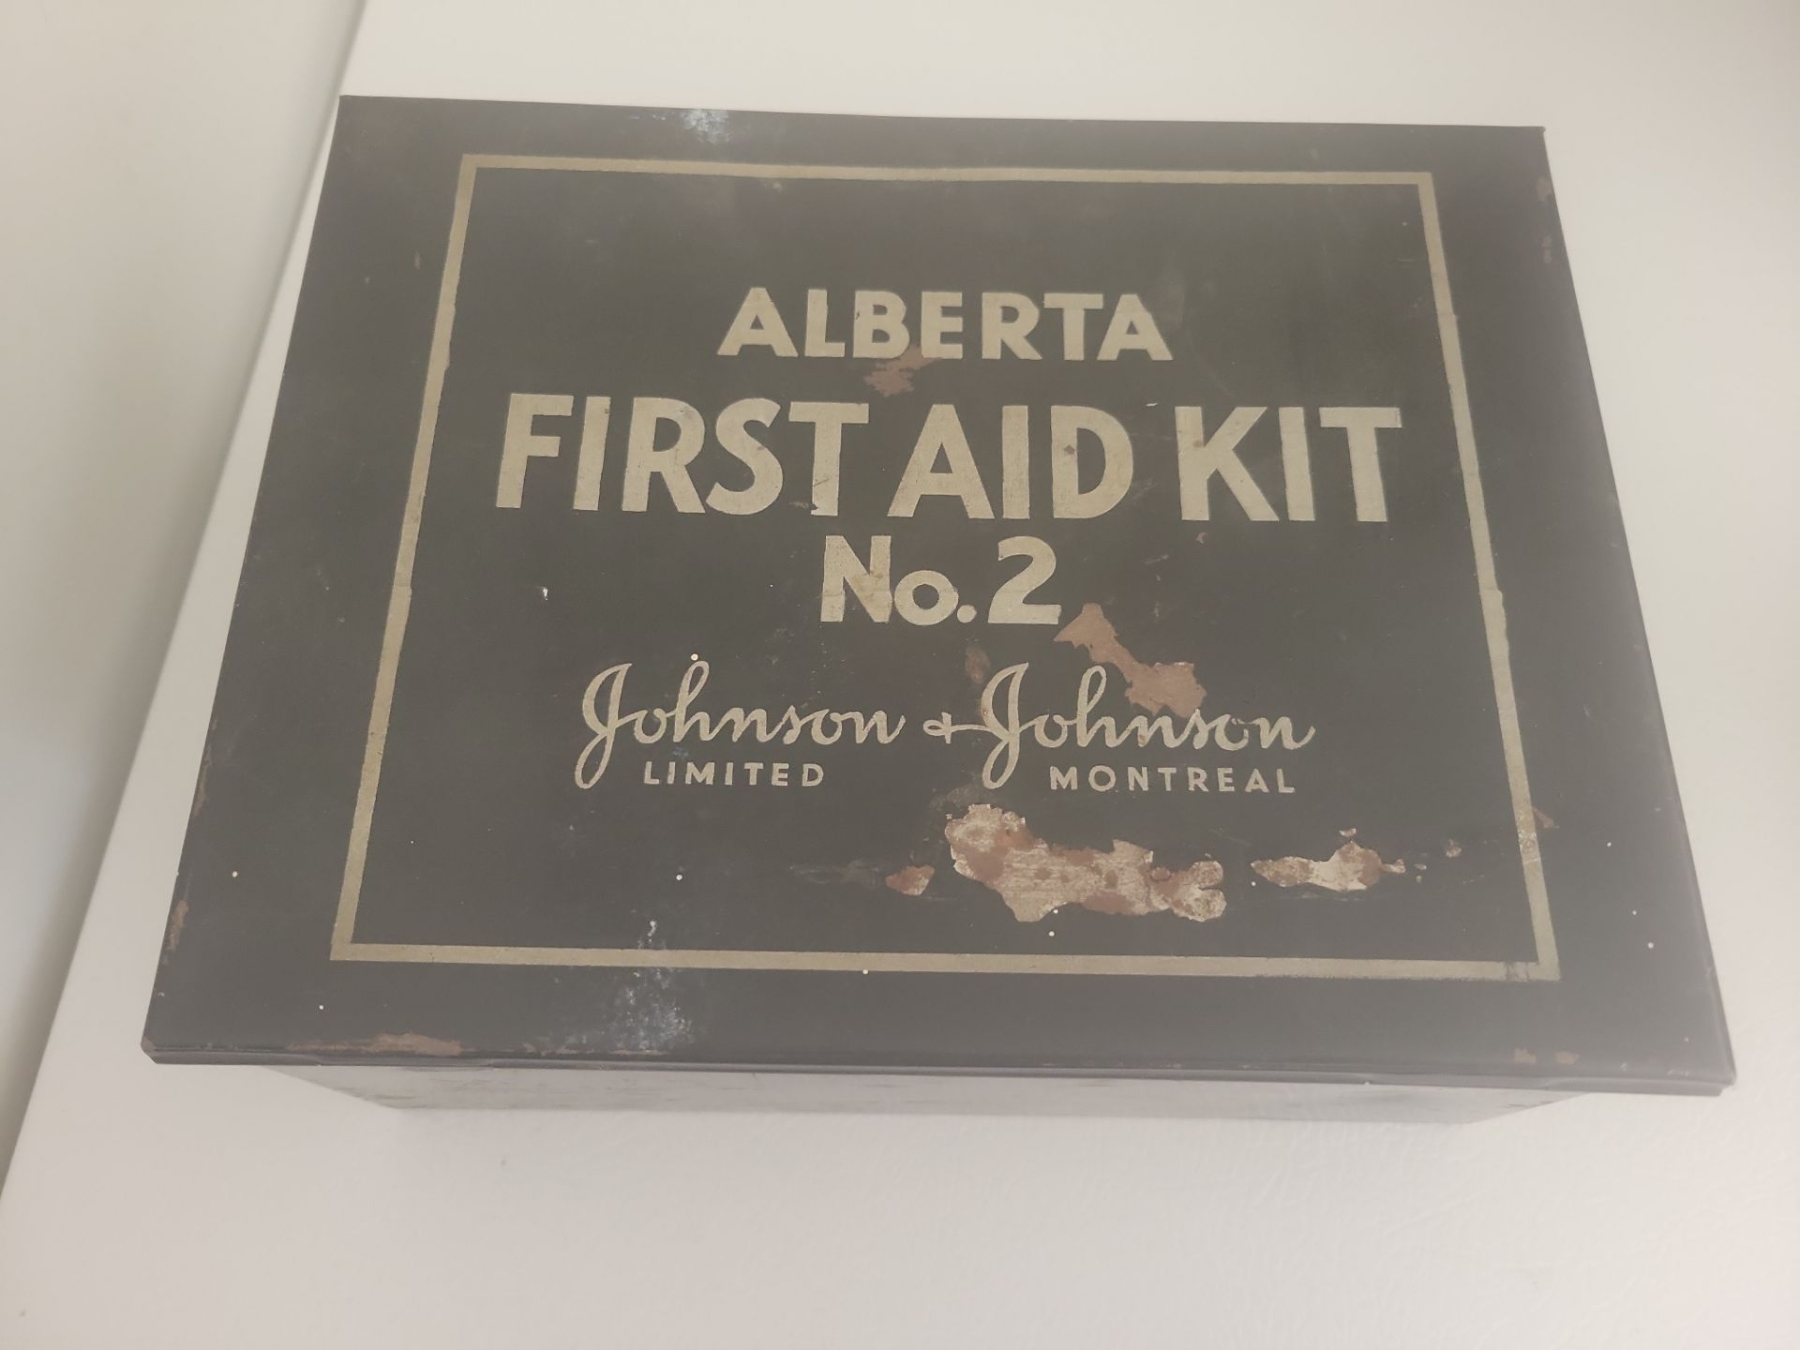 ALBERTA
FIRST AID KIT
No. 2
Johnson & Johnson
LIMITED MONTREAL